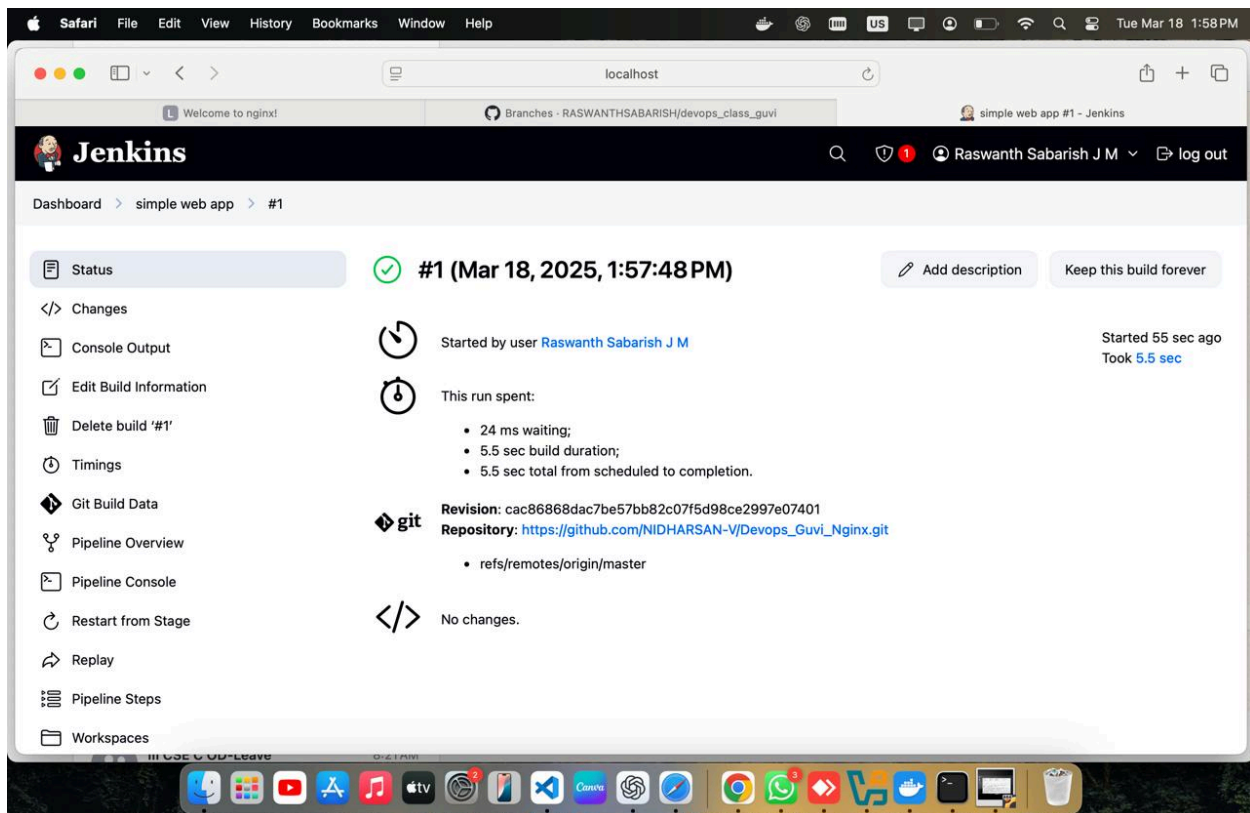 Safari File Edit View History Bookmarks Window Help US Tue Mar 18 1:58 PM
localhost
L Welcome to nginx!
Branches · RASWANTHSABARISH/devops_class_guvi
simple web app #1 - Jenkins
Jenkins
1 Raswanth Sabarish J M log out
Dashboard > simple web app > #1
Status
Changes
Console Output
Edit Build Information
Delete build '#1'
Timings
Git Build Data
Pipeline Overview
Pipeline Console
Restart from Stage
Replay
Pipeline Steps
Workspaces
#1 (Mar 18, 2025, 1:57:48 PM)
Add description
Keep this build forever
Started by user Raswanth Sabarish J M
Started 55 sec ago
Took 5.5 sec
This run spent:
• 24 ms waiting;
• 5.5 sec build duration;
• 5.5 sec total from scheduled to completion.
git
Revision: cac86868dac7be57bb82c07f5d98ce2997e07401
Repository: https://github.com/NIDHARSAN-V/Devops_Guvi_Nginx.git
• refs/remotes/origin/master
</> No changes.
tv
2
Canva
3